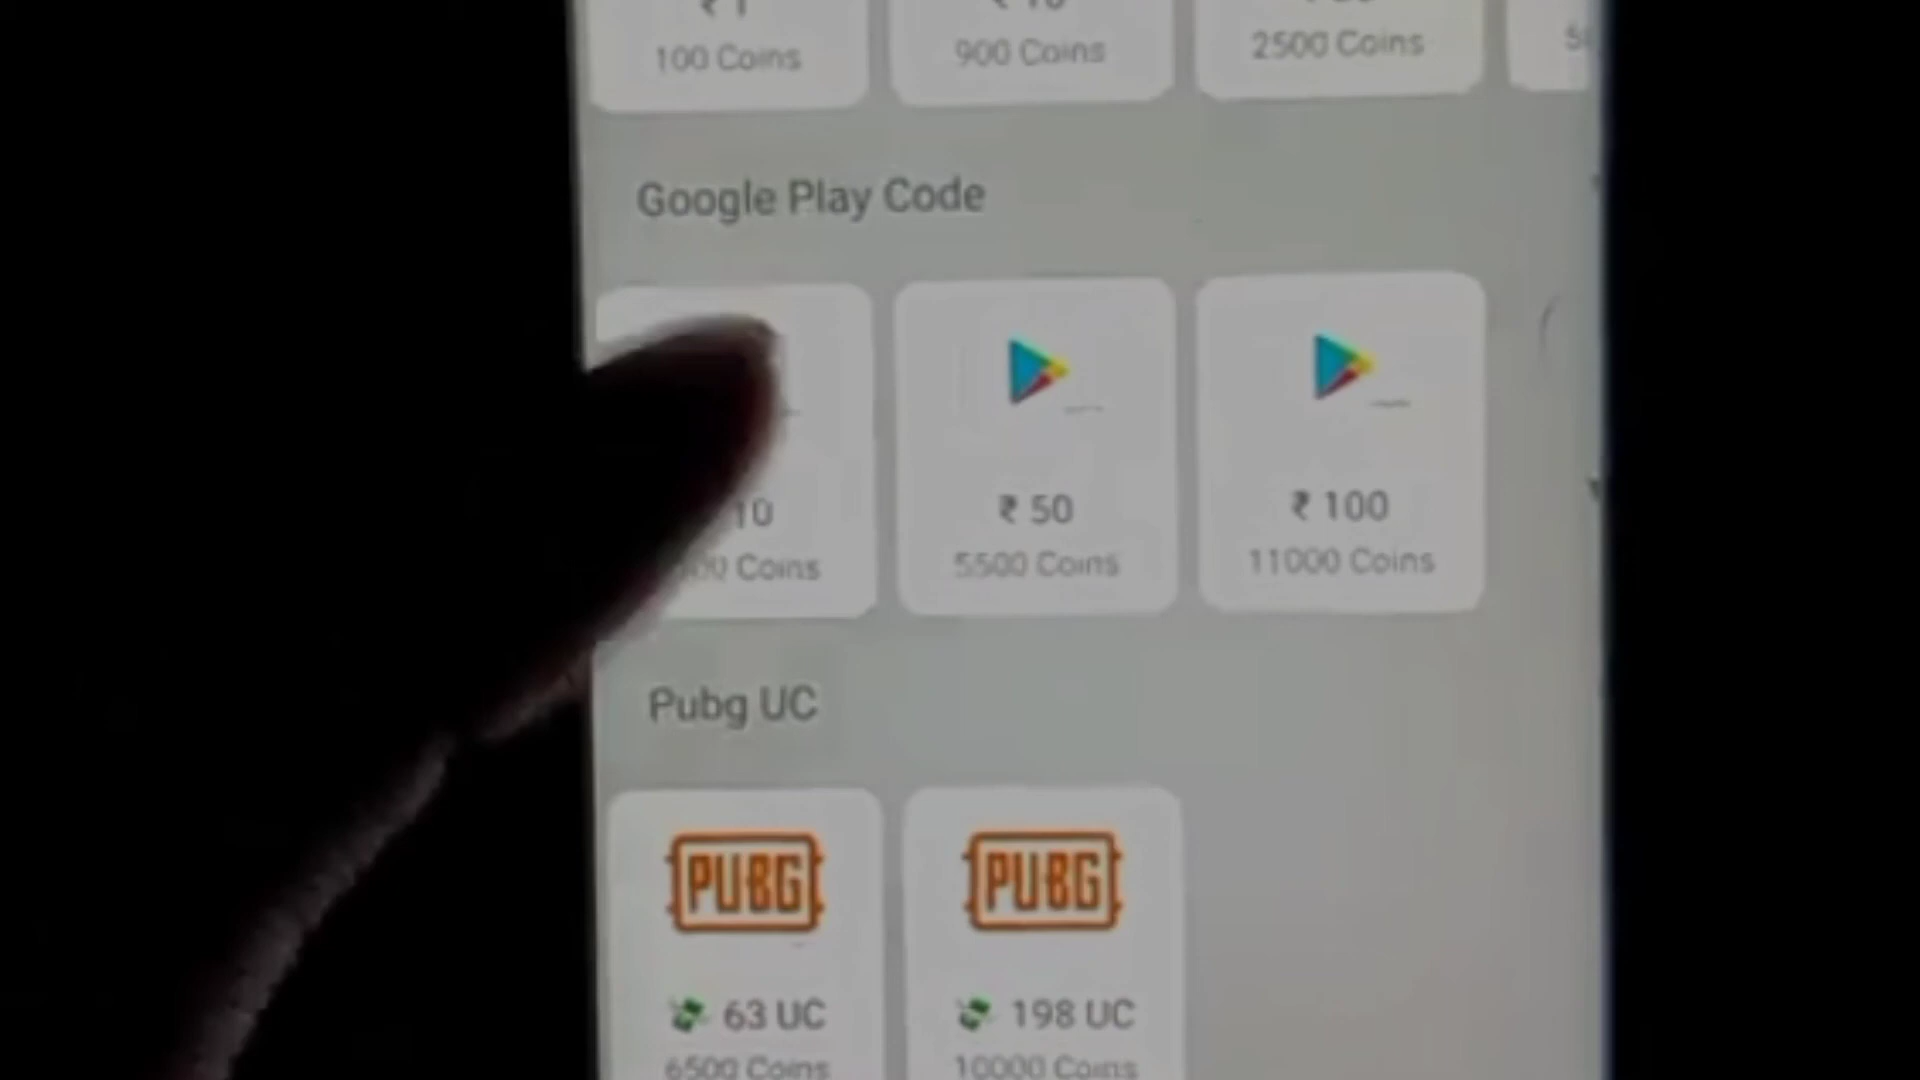 100 Coins
900 Coins
2500 Coins
Google Play Code
10
₹ 50
₹ 100
Coins
5500 Coins
11000 Coins
Pubg UC
PUBG
PUBG
63 UC
198 UC
6500 Coins
10000 Coins